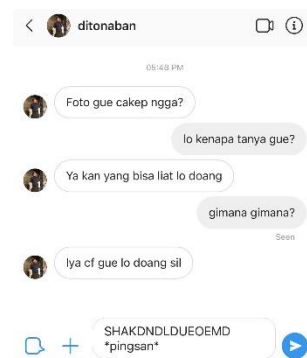 ditonaban
05:48 PM
Foto gue cakep ngga?
lo kenapa tanya gue?
Ya kan yang bisa liat lo doang
gimana gimana?
Seen
Iya cf gue lo doang sil
SHAKDNDLDUEOEMD
*pingsan*